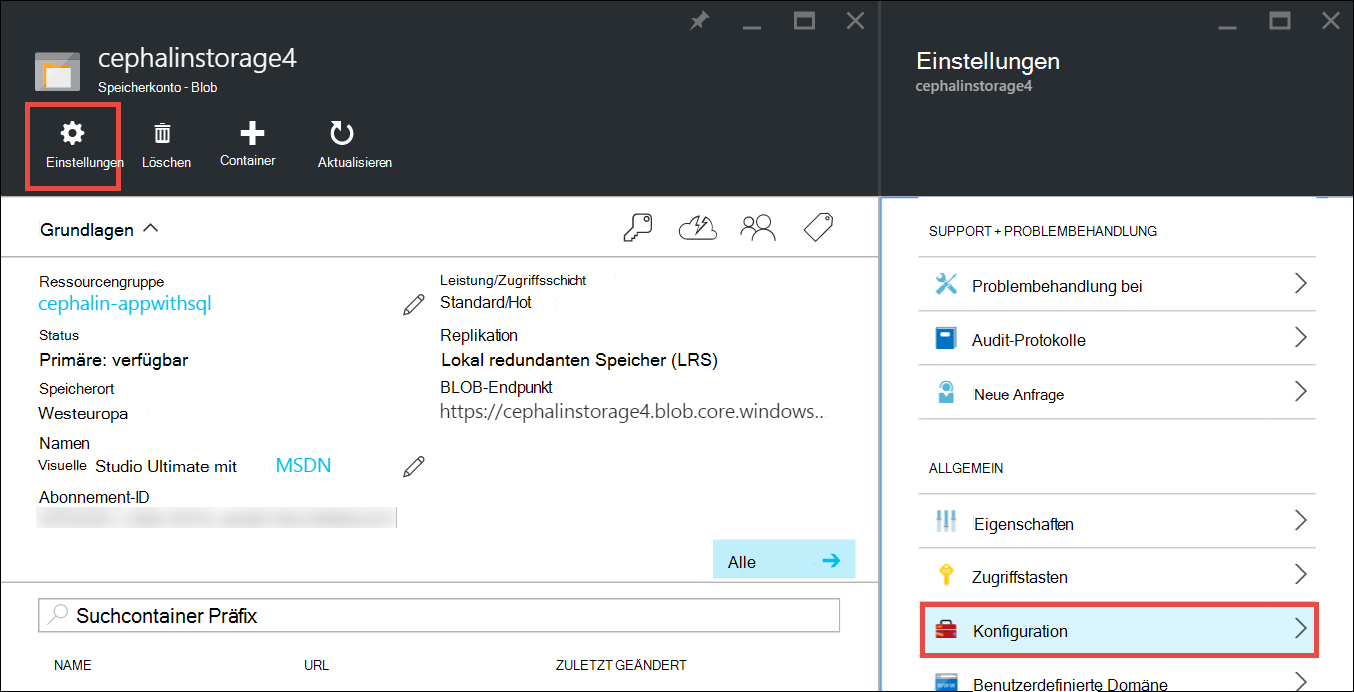 cephalinstorage4
Speicherkonto - Blob
Einstellungen
Löschen
Container
Aktualisieren
Grundlagen
Ressourcengruppe
cephalin-appwithsql
Status
Primäre: verfügbar
Speicherort
Westeuropa
Namen
Visuelle Studio Ultimate mit MSDN
Abonnement-ID
Leistung/Zugriffsschicht
Standard/Hot
Replikation
Lokal redundanten Speicher (LRS)
BLOB-Endpunkt
https://cephalinstorage4.blob.core.windows..
Alle
Suchcontainer Präfix
NAME URL ZULETZT GEÄNDERT
Einstellungen
cephalinstorage4
SUPPORT + PROBLEMBEHANDLUNG
Problembehandlung bei
Audit-Protokolle
Neue Anfrage
ALLGEMEIN
Eigenschaften
Zugriffstasten
Konfiguration
Benutzerdefinierte Domäne